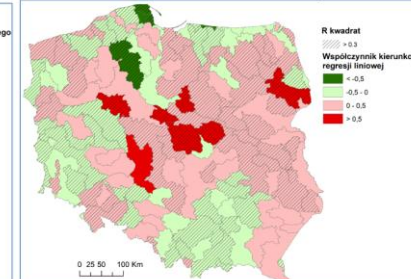 ego
R kwadrat
> 0.3
Współczynnik kierunko
regresji liniowej
< -0,5
-0,5 - 0
0 - 0,5
> 0,5
0 25 50 100 Km